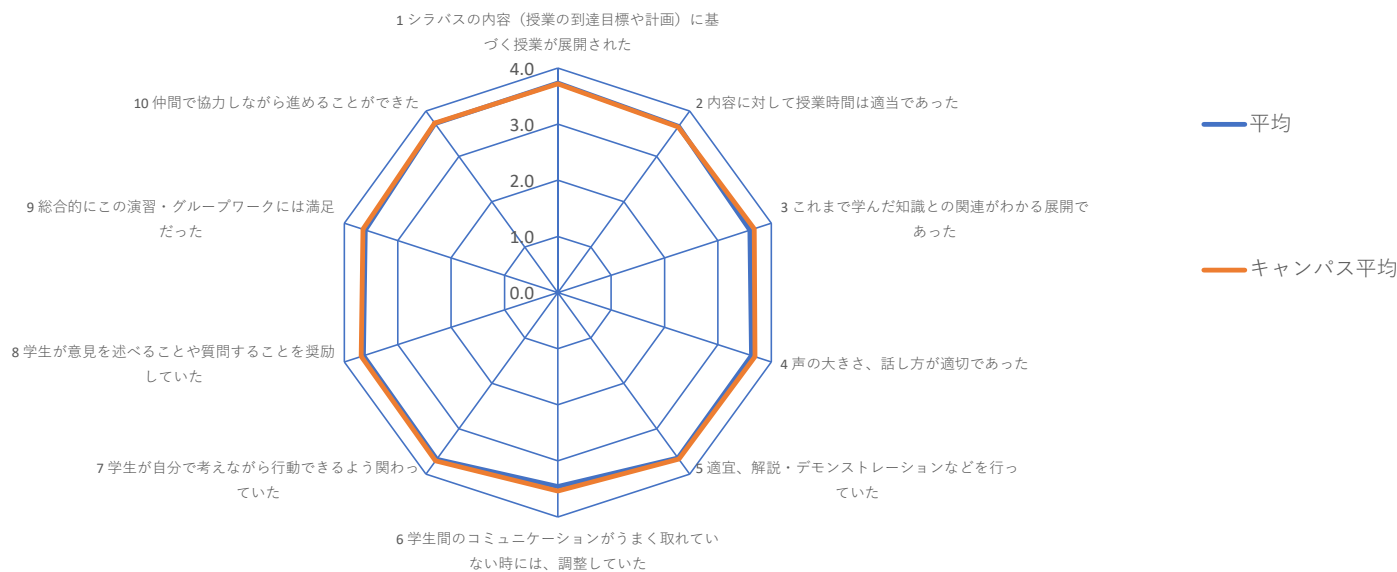 1 シラバスの内容（授業の到達目標や計画）に基
づく授業が展開された
4.0
3.0
2.0
1.0
0.0
2 内容に対して授業時間は適当であった
3 これまで学んだ知識との関連がわかる展開で
あった
4 声の大きさ、話し方が適切であった
5 適宜、解説・デモンストレーションなどを行っ
ていた
6 学生間のコミュニケーションがうまく取れてい
ない時には、調整していた
7 学生が自分で考えながら行動できるよう関わっ
ていた
8 学生が意見を述べることや質問することを奨励
していた
9 総合的にこの演習・グループワークには満足
だった
10 仲間で協力しながら進めることができた
平均
キャンパス平均